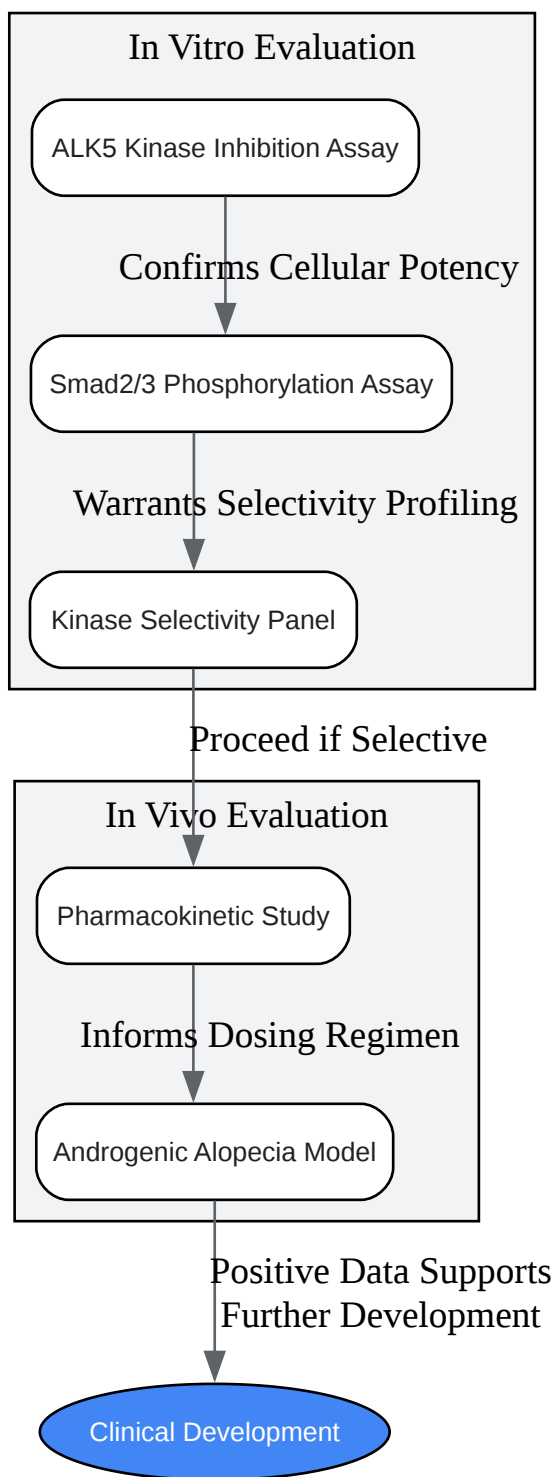 In Vitro Evaluation
ALK5 Kinase Inhibition Assay
Confirms Cellular Potency
Smad2/3 Phosphorylation Assay
Warrants Selectivity Profiling
Kinase Selectivity Panel
Proceed if Selective
In Vivo Evaluation
Pharmacokinetic Study
Informs Dosing Regimen
Androgenic Alopecia Model
Positive Data Supports
Further Development
Clinical Development